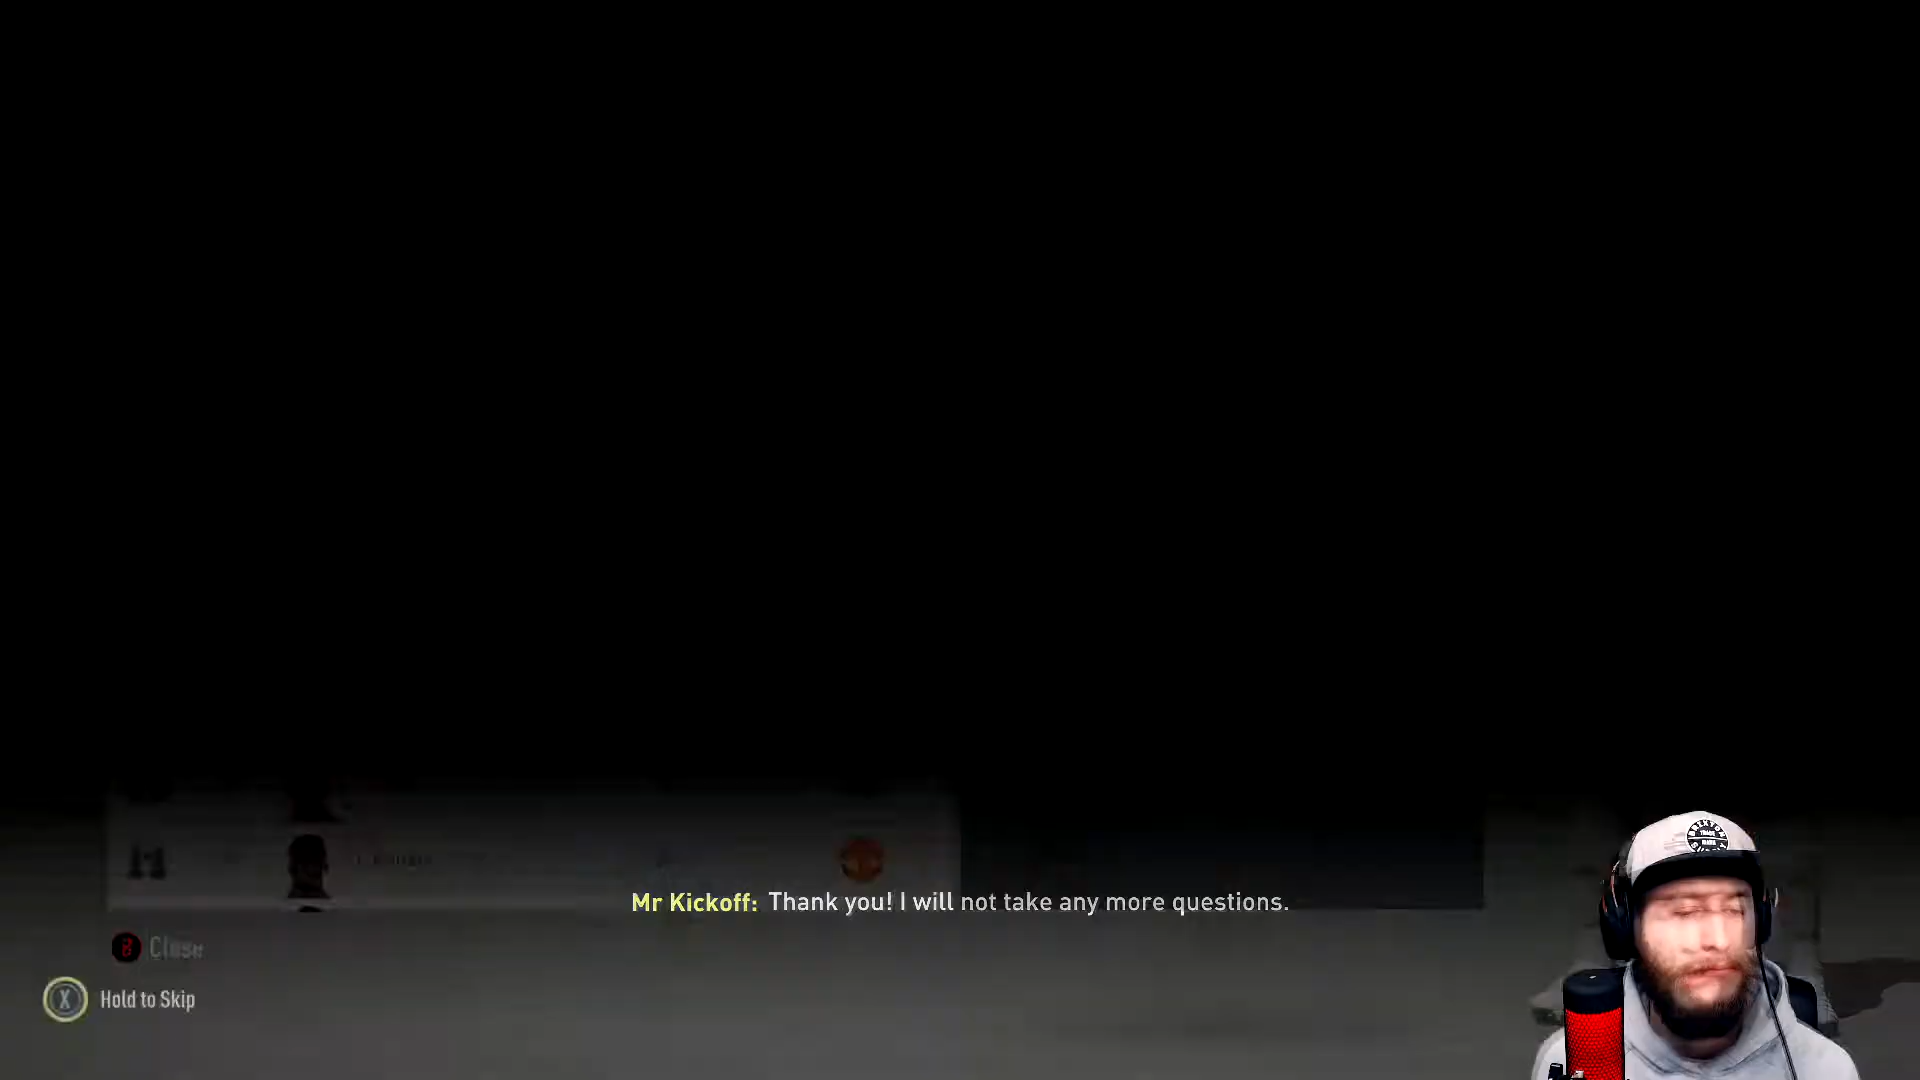 Mr Kickoff: Thank you! I will not take any more questions.
Close
X Hold to Skip